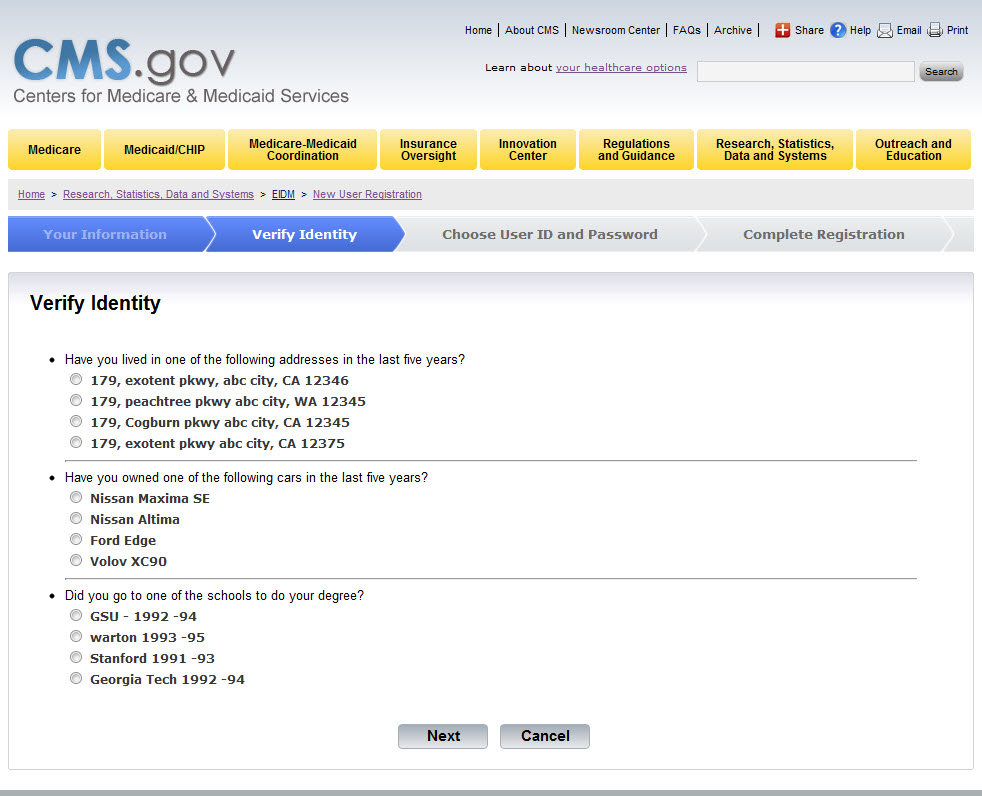 Home | About CMS | Newsroom Center | FAQs | Archive | Share Help Email Print
CMS.gov
Centers for Medicare & Medicaid Services
Learn about your healthcare options Search
Medicare
Medicaid/CHIP
Medicare-Medicaid
Coordination
Insurance
Oversight
Innovation
Center
Regulations
and Guidance
Research, Statistics,
Data and Systems
Outreach and
Education
Home > Research, Statistics, Data and Systems > EIDM > New User Registration
Your Information Verify Identity Choose User ID and Password Complete Registration
Verify Identity
• Have you lived in one of the following addresses in the last five years?
179, exotent pkwy, abc city, CA 12346
179, peachtree pkwy abc city, WA 12345
179, Cogburn pkwy abc city, CA 12345
179, exotent pkwy abc city, CA 12375
• Have you owned one of the following cars in the last five years?
Nissan Maxima SE
Nissan Altima
Ford Edge
Volov XC90
• Did you go to one of the schools to do your degree?
GSU - 1992 -94
warton 1993 -95
Stanford 1991 -93
Georgia Tech 1992 -94
Next Cancel